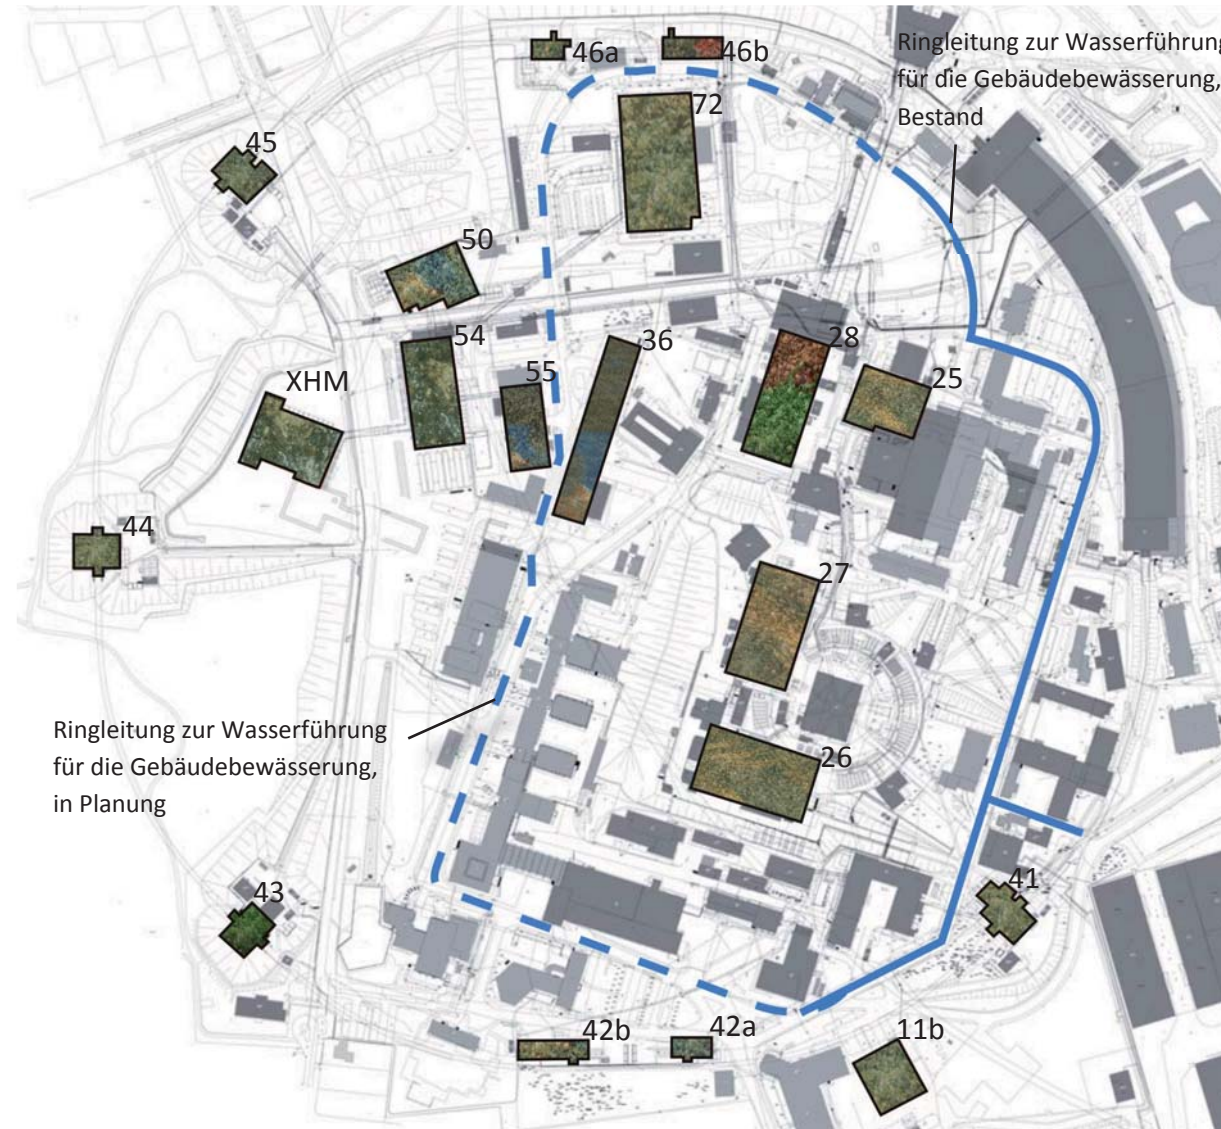 46a
46b
Ringleitung zur Wasserführung
für die Gebäudebewässerung,
Bestand
72
45
50
54
36
28
55
25
XHM
44
27
Ringleitung zur Wasserführung
für die Gebäudebewässerung,
in Planung
26
43
41
42b
42a
11b